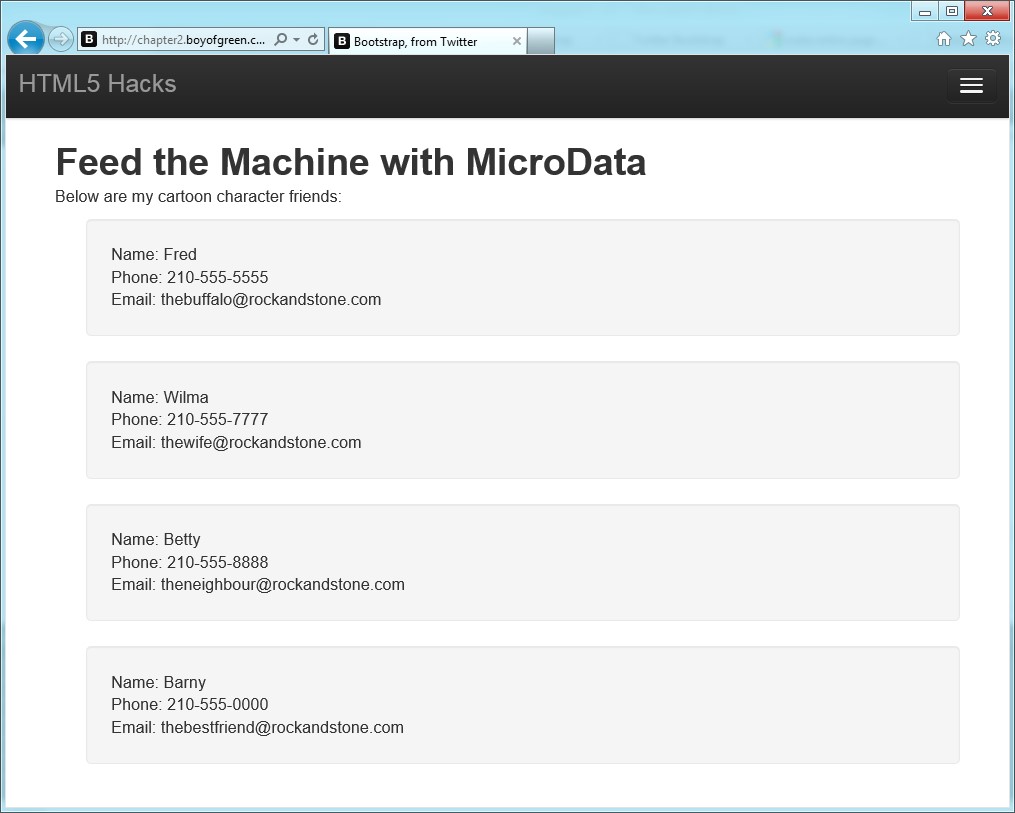 http://chapter2.boyofgreen.c...
Bootstrap, from Twitter
HTML5 Hacks
Feed the Machine with MicroData
Below are my cartoon character friends:
Name: Fred
Phone: 210-555-5555
Email: thebuffalo@rockandstone.com
Name: Wilma
Phone: 210-555-7777
Email: thewife@rockandstone.com
Name: Betty
Phone: 210-555-8888
Email: theneighbour@rockandstone.com
Name: Barny
Phone: 210-555-0000
Email: thebestfriend@rockandstone.com